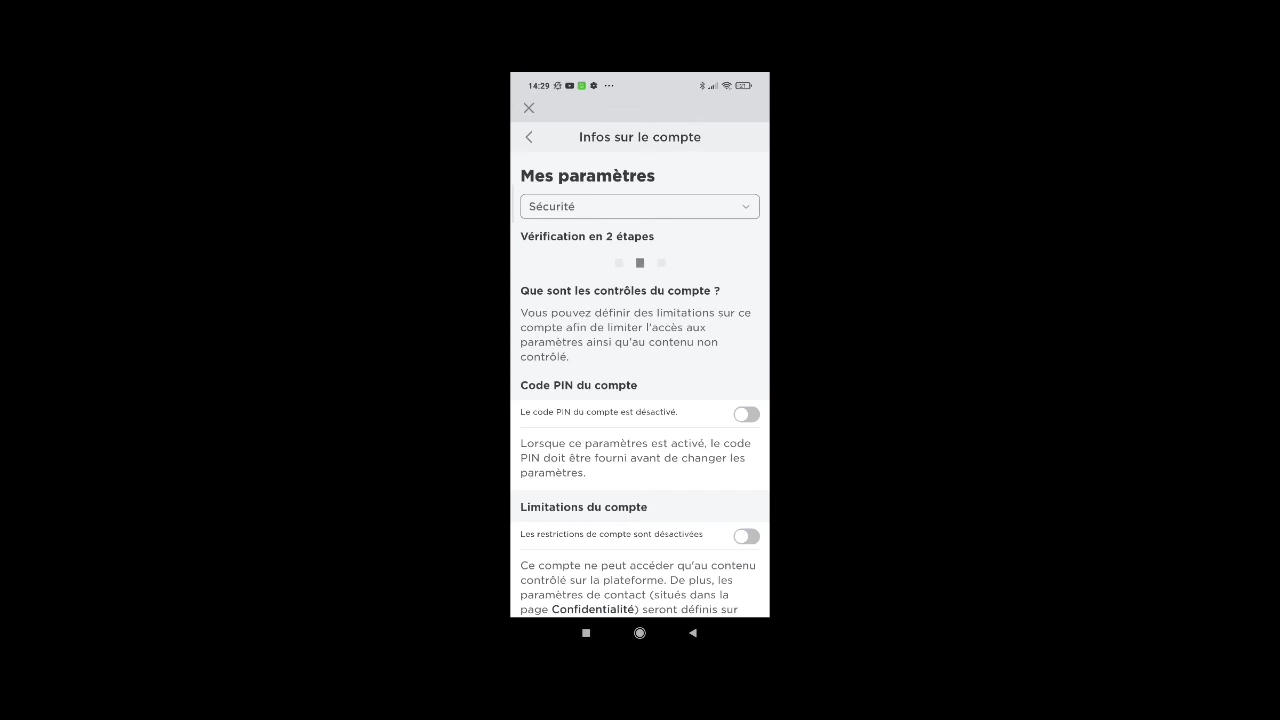 14:29
Infos sur le compte
Mes paramètres
Sécurité
Vérification en 2 étapes
Que sont les contrôles du compte ?
Vous pouvez définir des limitations sur ce
compte afin de limiter l'accès aux
paramètres ainsi qu'au contenu non
contrôlé.
Code PIN du compte
Le code PIN du compte est désactivé.
Lorsque ce paramètres est activé, le code
PIN doit être fourni avant de changer les
paramètres.
Limitations du compte
Les restrictions de compte sont désactivées
Ce compte ne peut accéder qu'au contenu
contrôlé sur la plateforme. De plus, les
paramètres de contact (situés dans la
page Confidentialité) seront définis sur